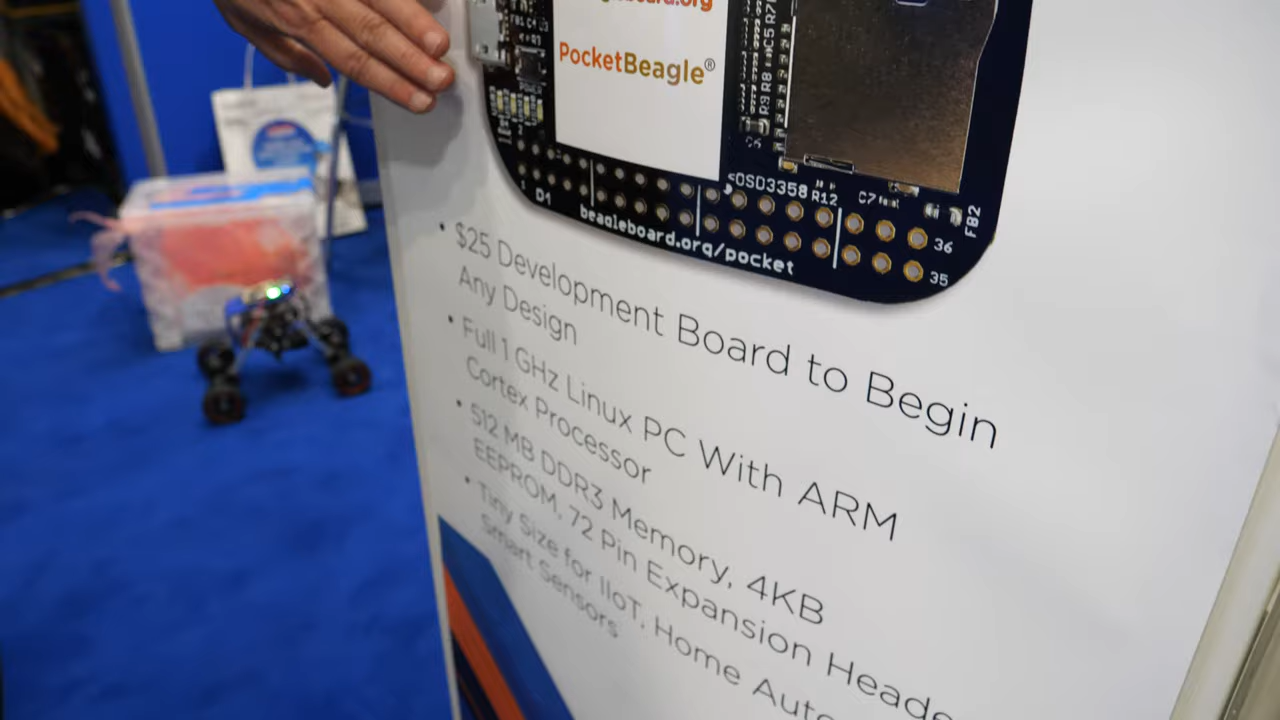 PocketBeagle®
<OSD3358
R12
C7
FB2
36
35
D1
beagleboard.org/pocket
• $25 Development Board to Begin
Any Design
• Full 1 GHz Linux PC With ARM
Cortex Processor
• 512 MB DDR3 Memory, 4KB
EEPROM, 72 Pin Expansion Heade
• Tiny Size for IIoT, Home Auto
Smart Sensors